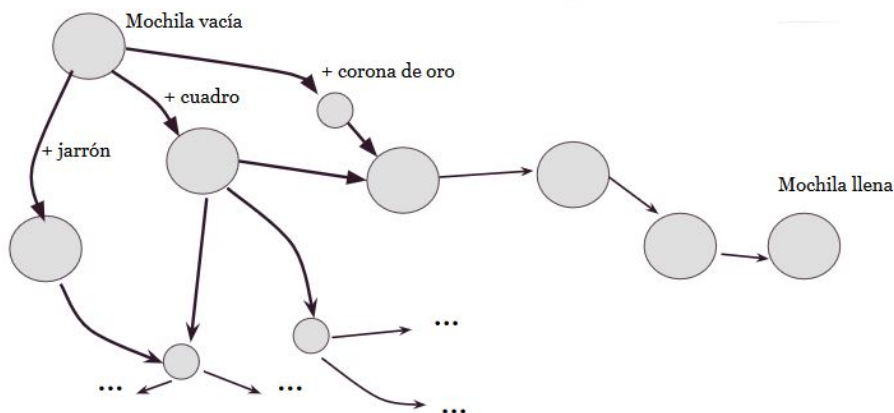 Mochila vacía
+ corona de oro
+ cuadro
+ jarrón
Mochila llena
...
...
...
...